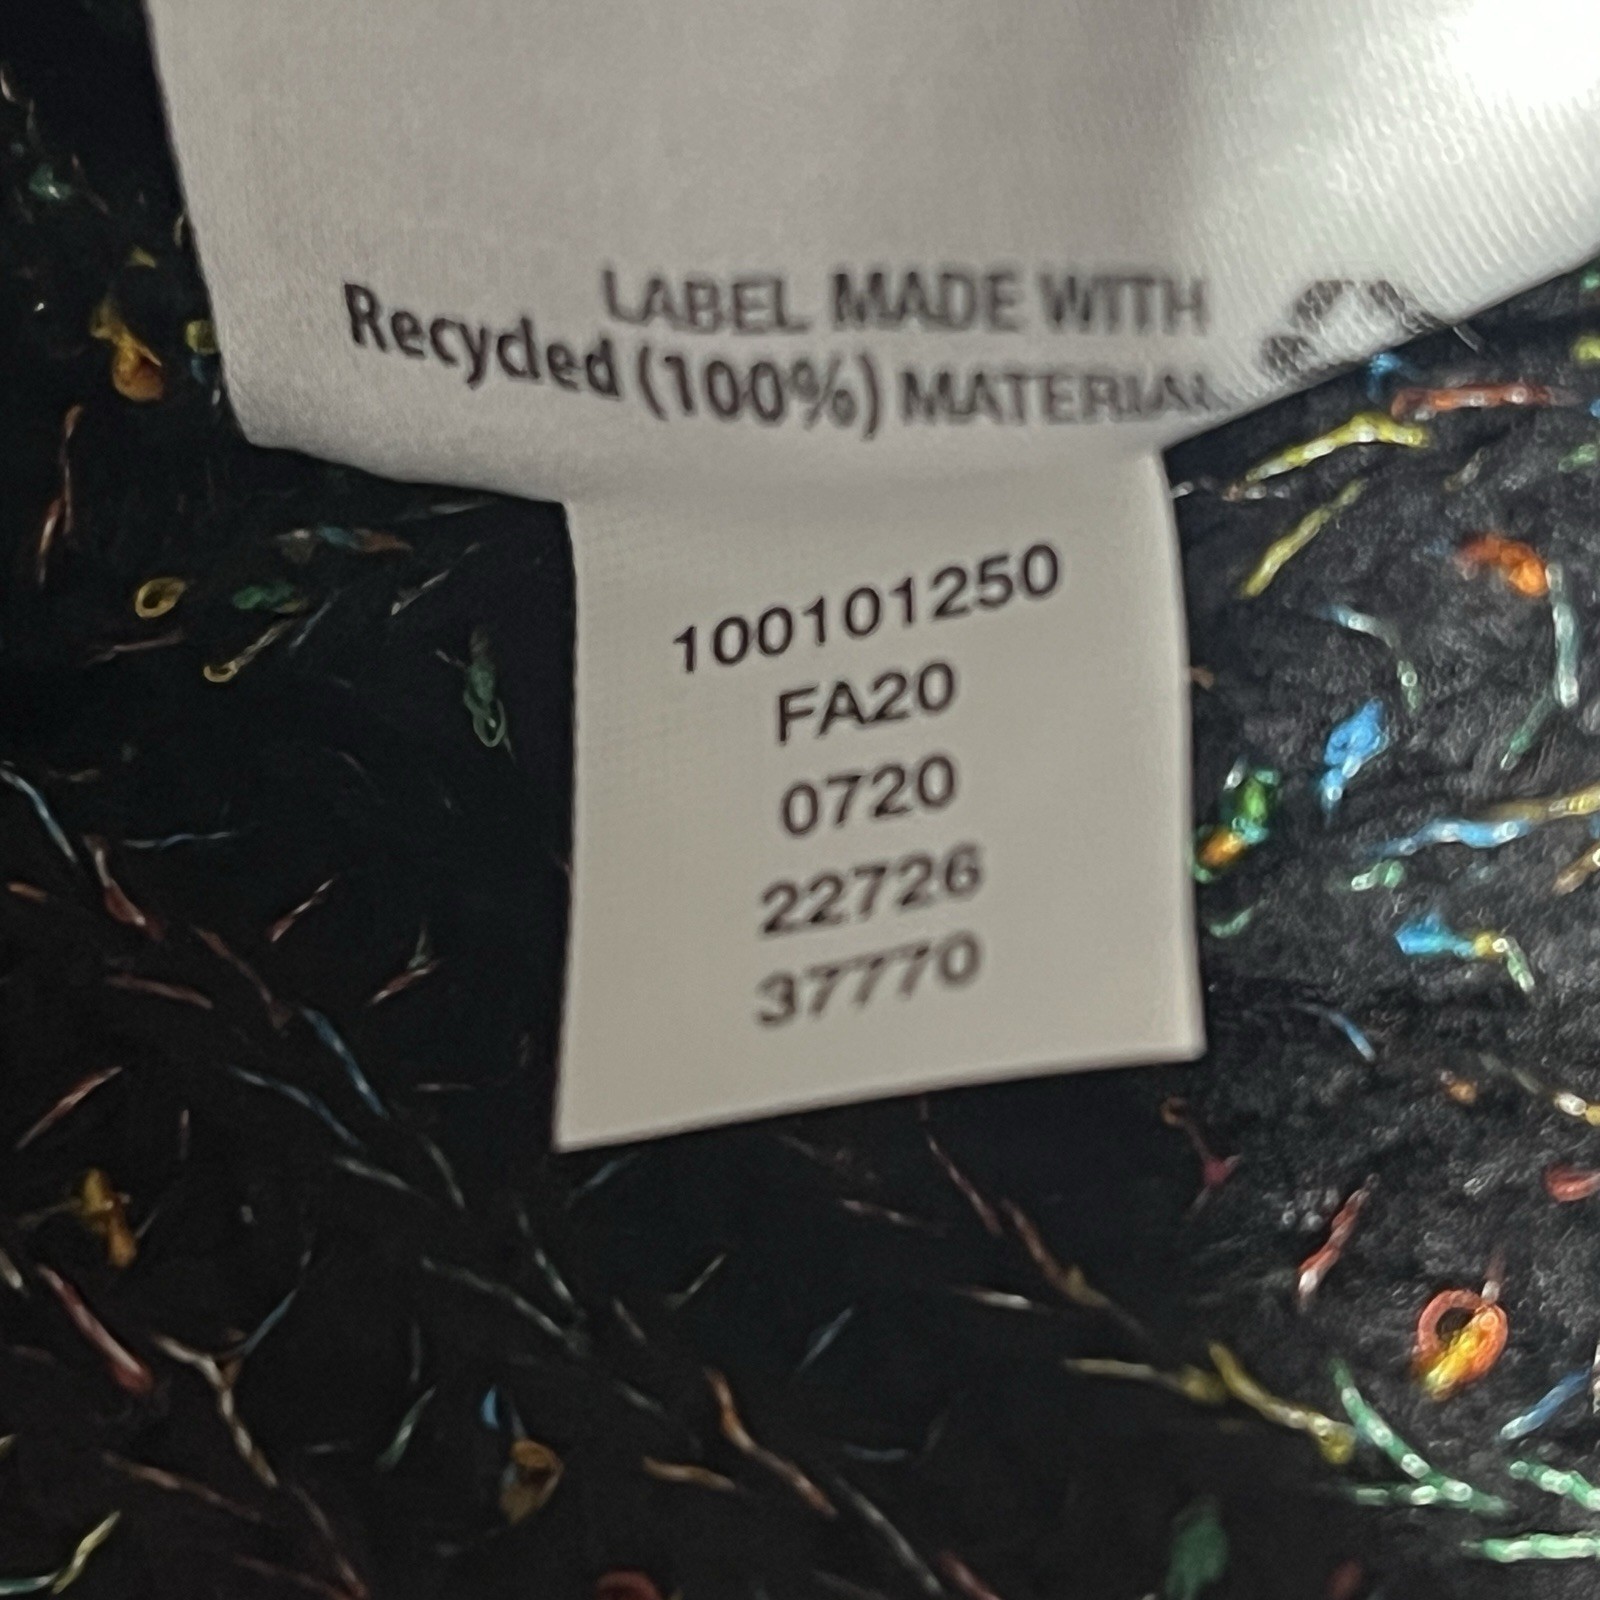 LABEL MADE WITH
Recycled (100%) MATERIAL
100101250
FA20
0720
22726
37770